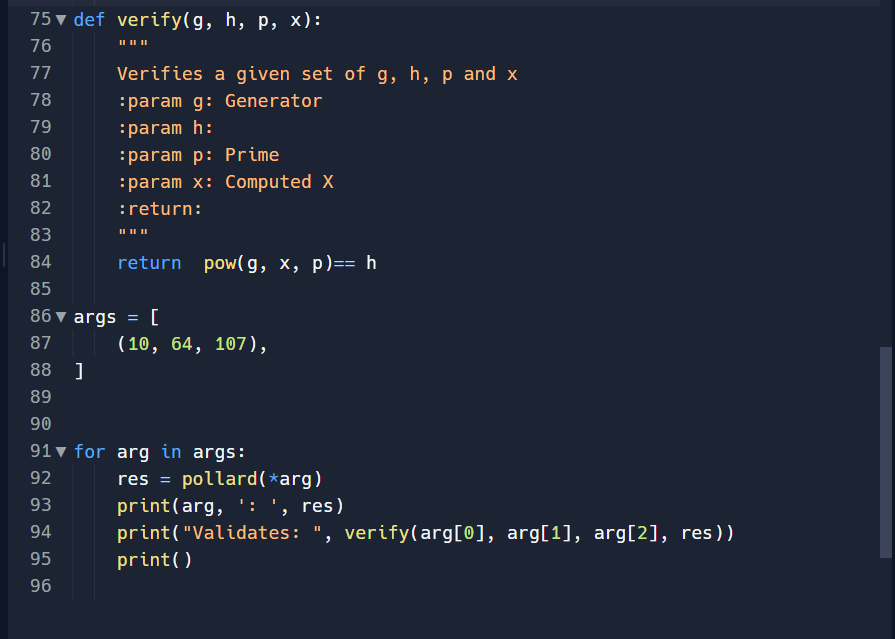 75 def verify(g, h, p, x):
76     """
77     Verifies a given set of g, h, p and x
78     :param g: Generator
79     :param h:
80     :param p: Prime
81     :param x: Computed X
82     :return:
83     """
84     return  pow(g, x, p)== h
85
86 args = [
87     (10, 64, 107),
88 ]
89
90
91 for arg in args:
92     res = pollard(*arg)
93     print(arg, ': ', res)
94     print("Validates: ", verify(arg[0], arg[1], arg[2], res))
95     print()
96